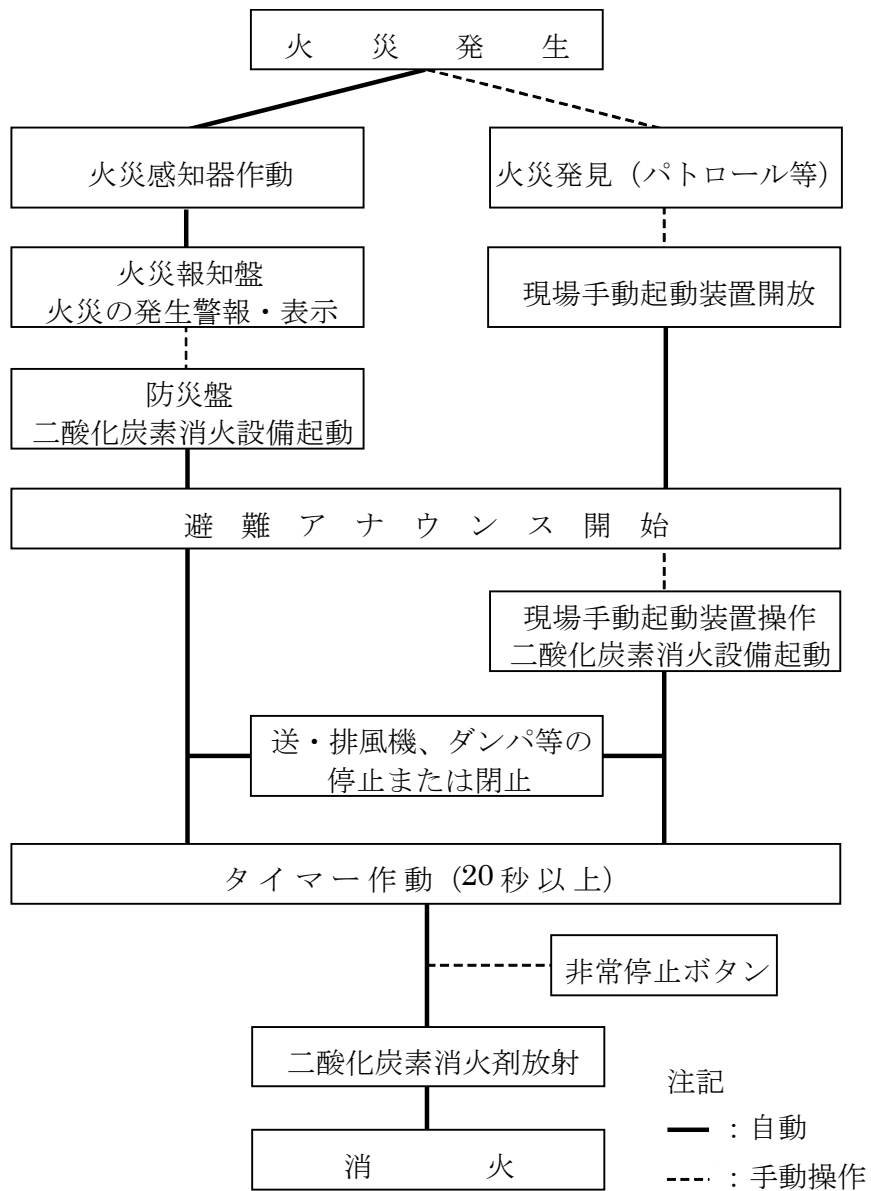 火災発生
火災感知器作動
火災発見（パトロール等）
火災報知盤
火災の発生警報・表示
現場手動起動装置開放
防災盤
二酸化炭素消火設備起動
避難アナウンス開始
現場手動起動装置操作
二酸化炭素消火設備起動
送・排風機、ダンパ等の
停止または閉止
タイマー作動（20秒以上）
非常停止ボタン
二酸化炭素消火剤放射
消火
注記
：自動
：手動操作